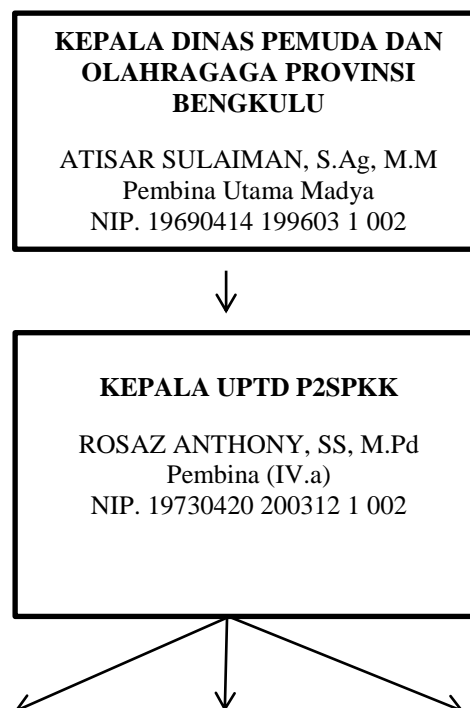 KEPALA DINAS PEMUDA DAN
OLAHRAGAGA PROVINSI
BENGKULU
ATISAR SULAIMAN, S.Ag, M.M
Pembina Utama Madya
NIP. 19690414 199603 1 002
KEPALA UPTD P2SPKK
ROSAZ ANTHONY, SS, M.Pd
Pembina (IV.a)
NIP. 19730420 200312 1 002